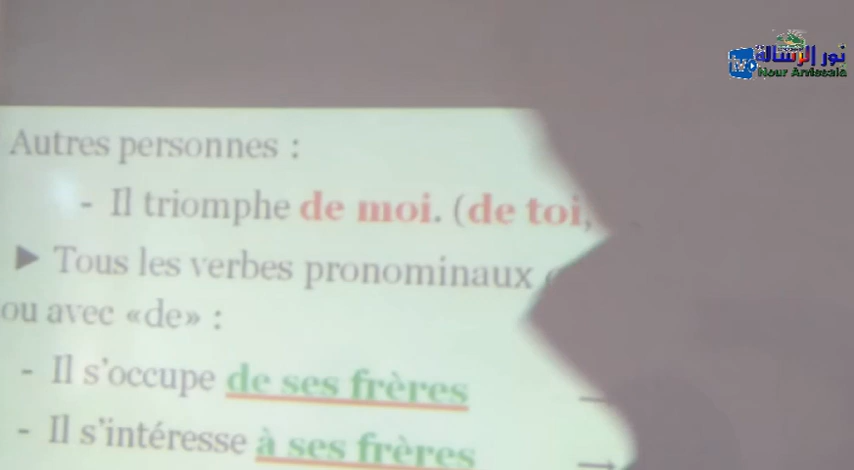 نور الرسالة
Nour Arrissala
Autres personnes :
- Il triomphe de moi. (de toi,
► Tous les verbes pronominaux
ou avec «de» :
- Il s'occupe de ses frères →
- Il s'intéresse à ses frères →